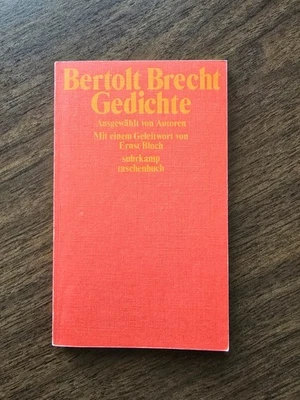 Bertolt Brecht
Gedichte
Ausgewählt von Autoren
Mit einem Geleitwort von
Ernst Bloch
suhrkamp
taschenbuch